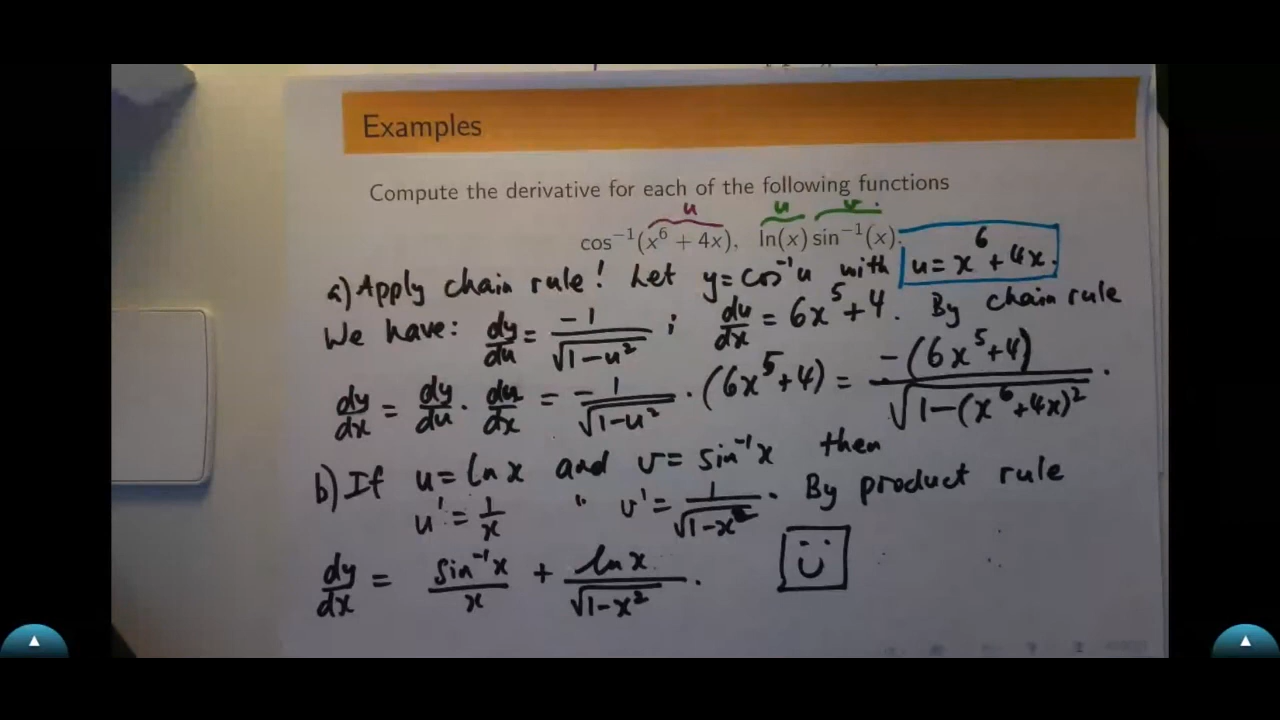 Examples
Compute the derivative for each of the following functions
u u v.
cos⁻¹(x⁶ + 4x), ln(x) sin⁻¹(x).
a) Apply chain rule! Let y = cos⁻¹u with u = x⁶ + 4x.
We have: dy/du = -1/√(1-u²) ; du/dx = 6x⁵+4. By chain rule
dy/dx = dy/du · du/dx = -1/√(1-u²) · (6x⁵+4) = -(6x⁵+4)/√(1-(x⁶+4x)²).
b) If u = ln x and v = sin⁻¹x then
u' = 1/x " v' = 1/√(1-x²). By product rule
dy/dx = sin⁻¹x/x + ln x/√(1-x²).